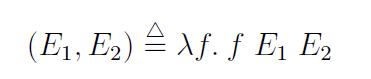 (E₁, E₂) ≜ λf. f E₁ E₂